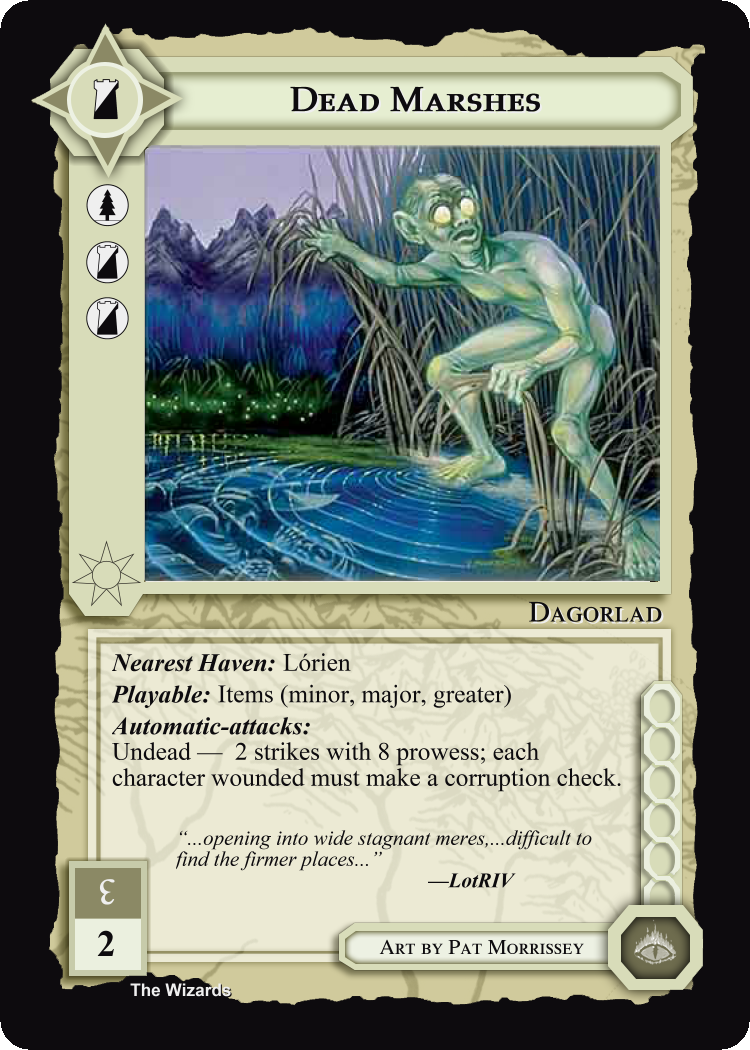 Dead Marshes
Dagorlad
Nearest Haven: Lórien
Playable: Items (minor, major, greater)
Automatic-attacks:
Undead — 2 strikes with 8 prowess; each
character wounded must make a corruption check.
“...opening into wide stagnant meres,...difficult to
find the firmer places...”
—LotRIV
2
Art by Pat Morrissey
The Wizards